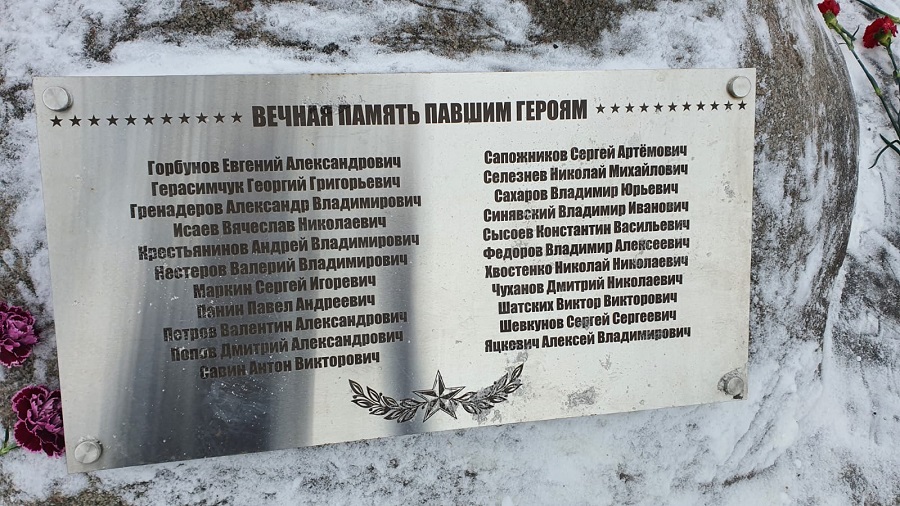 ВЕЧНАЯ ПАМЯТЬ ПАВШИМ ГЕРОЯМ
Горбунов Евгений Александрович
Герасимчук Георгий Григорьевич
Гренадеров Александр Владимирович
Исаев Вячеслав Николаевич
Крестьянинов Андрей Владимирович
Нестеров Валерий Владимирович
Маркин Сергей Игоревич
Панин Павел Андреевич
Петров Валентин Александрович
Попов Дмитрий Александрович
Савин Антон Викторович
Сапожников Сергей Артёмович
Селезнев Николай Михайлович
Сахаров Владимир Юрьевич
Синявский Владимир Иванович
Сысоев Константин Васильевич
Федоров Владимир Алексеевич
Хвостенко Николай Николаевич
Чуханов Дмитрий Николаевич
Шатских Виктор Викторович
Шевкунов Сергей Сергеевич
Яцкевич Алексей Владимирович